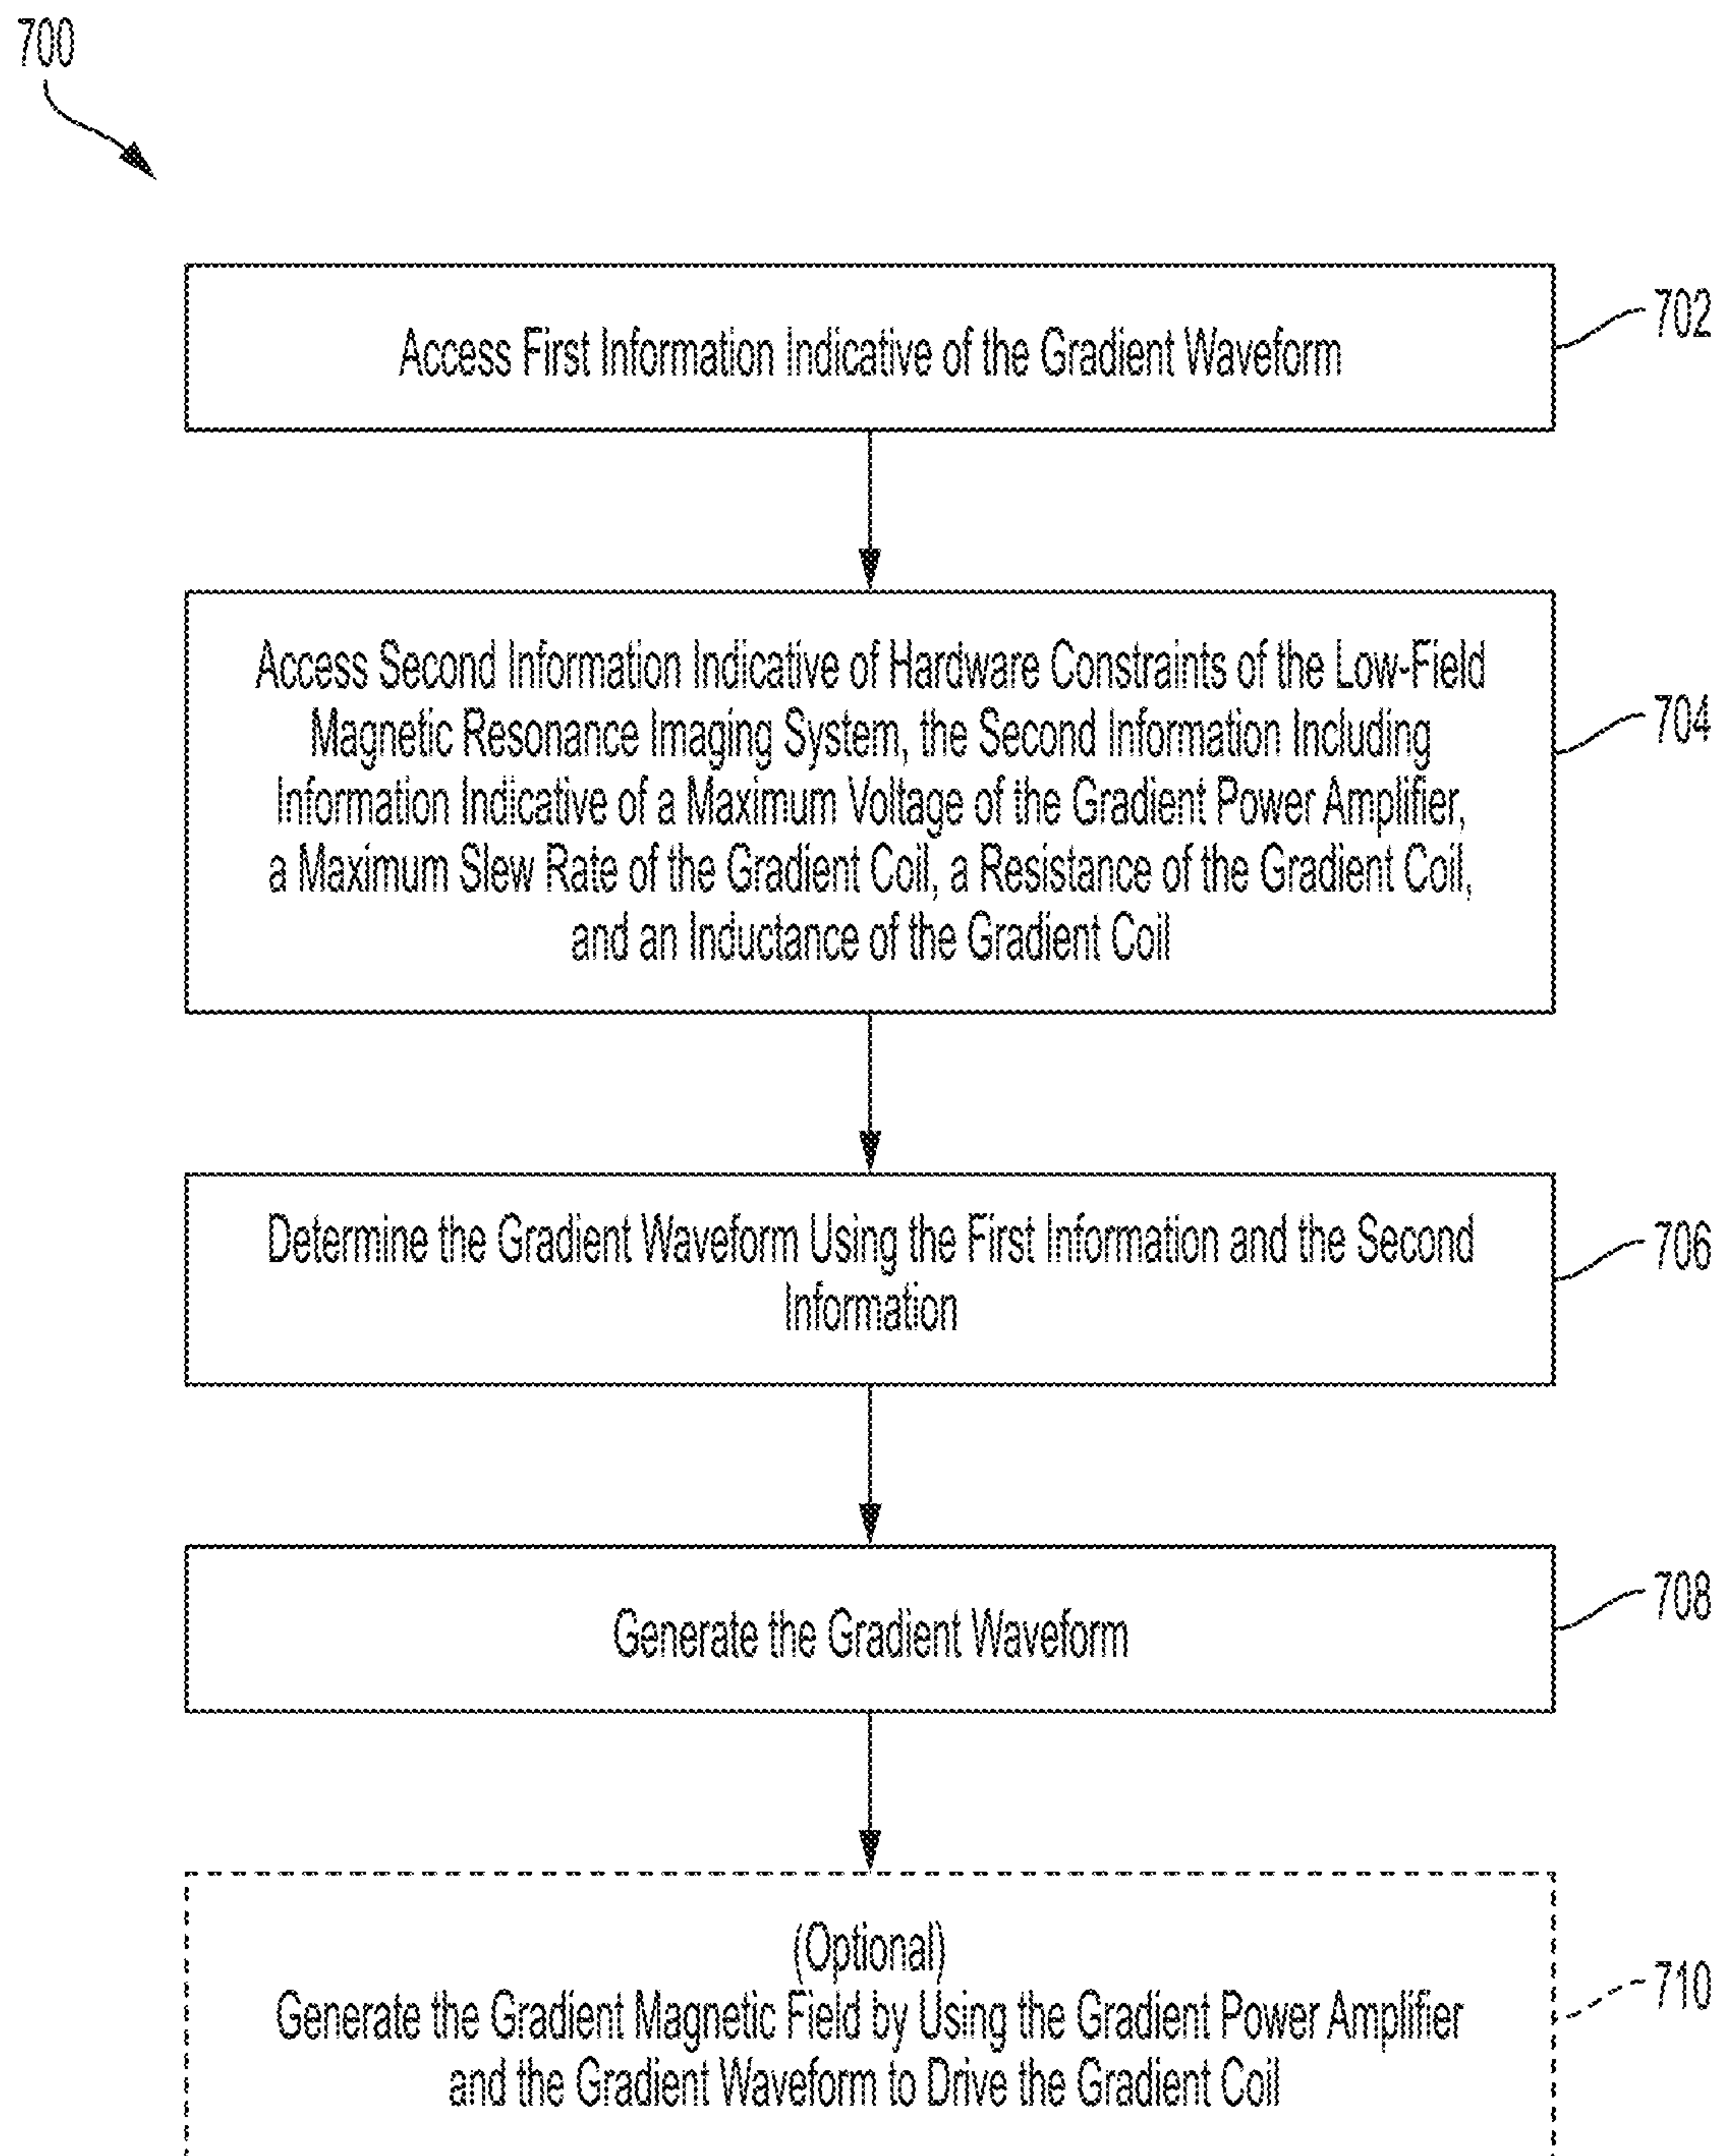 700
Access First Information Indicative of the Gradient Waveform
702
Access Second Information Indicative of Hardware Constraints of the Low-Field
Magnetic Resonance Imaging System, the Second Information Including
Information Indicative of a Maximum Voltage of the Gradient Power Amplifier,
a Maximum Slew Rate of the Gradient Coil, a Resistance of the Gradient Coil,
and an Inductance of the Gradient Coil
704
Determine the Gradient Waveform Using the First Information and the Second
Information
706
Generate the Gradient Waveform
708
(Optional)
Generate the Gradient Magnetic Field by Using the Gradient Power Amplifier
and the Gradient Waveform to Drive the Gradient Coil
710